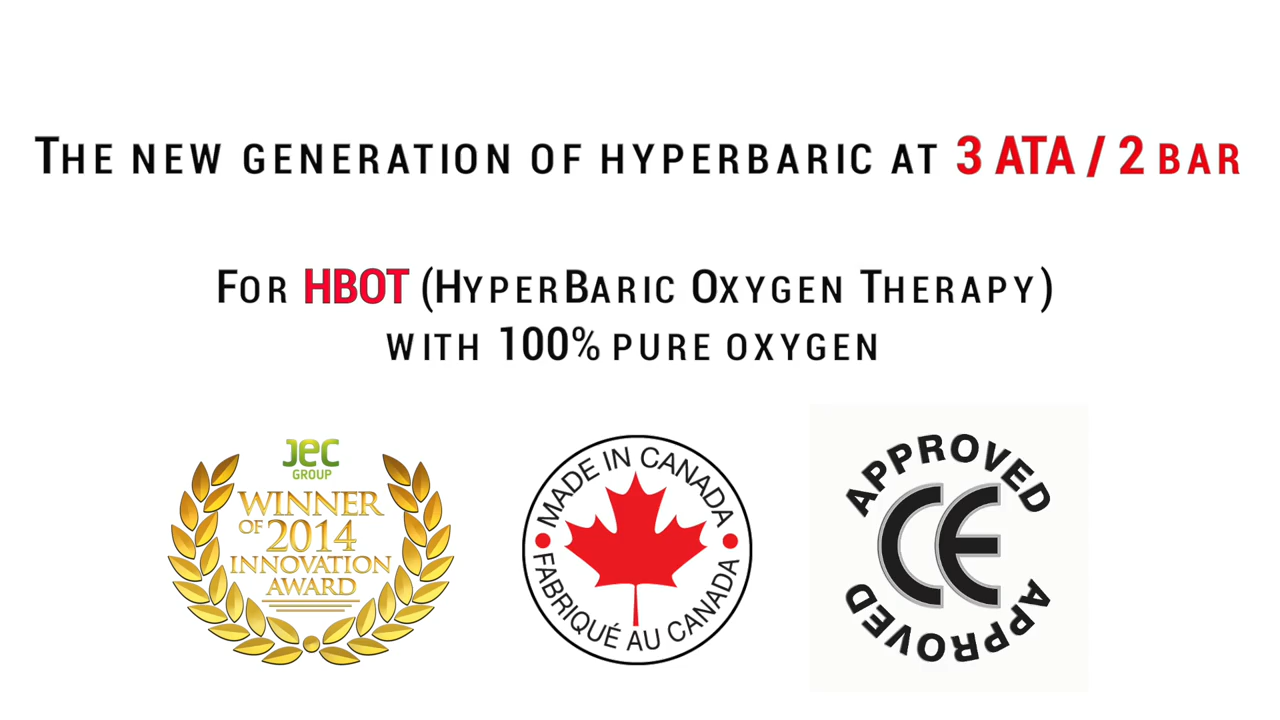 THE NEW GENERATION OF HYPERBARIC AT 3 ATA / 2 BAR
FOR HBOT (HYPERBARIC OXYGEN THERAPY)
WITH 100% PURE OXYGEN
JEC
GROUP
WINNER
OF 2014
INNOVATION
AWARD
MADE IN CANADA
FABRIQUÉ AU CANADA
APPROVED
CE
APPROVED